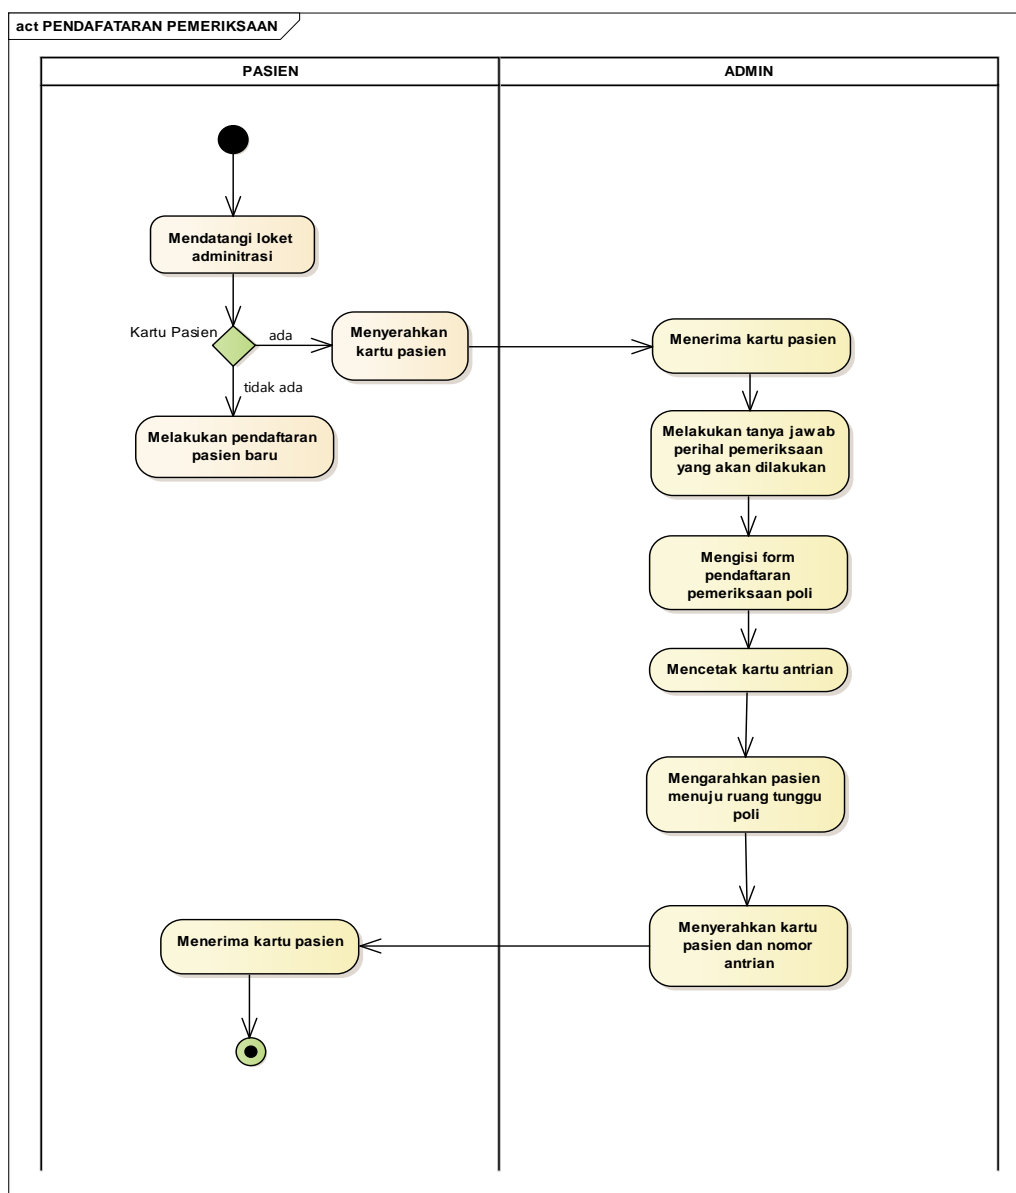 act PENDAFATARAN PEMERIKSAAN
PASIEN
ADMIN
Mendatangi loket
adminitrasi
Kartu Pasien
ada
Menyerahkan
kartu pasien
Menerima kartu pasien
tidak ada
Melakukan pendaftaran
pasien baru
Melakukan tanya jawab
perihal pemeriksaan
yang akan dilakukan
Mengisi form
pendaftaran
pemeriksaan poli
Mencetak kartu antrian
Mengarahkan pasien
menuju ruang tunggu
poli
Menyerahkan kartu
pasien dan nomor
antrian
Menerima kartu pasien